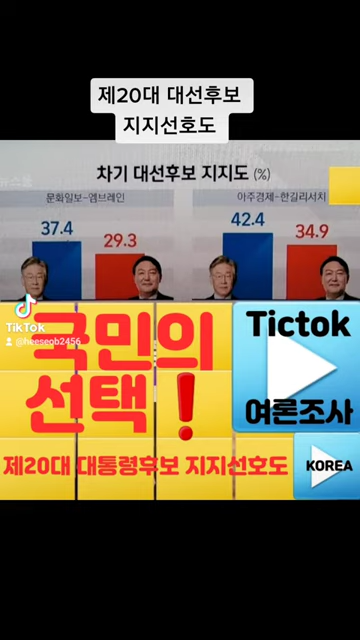 제20대 대선후보
지지선호도
차기 대선후보 지지도 (%)
문화일보-엠브레인
아주경제-한길리서치
37.4
29.3
42.4
34.9
TikTok
@heeseob2456
국민의
선택❗
Tictok
여론조사
제20대 대통령후보 지지선호도
KOREA